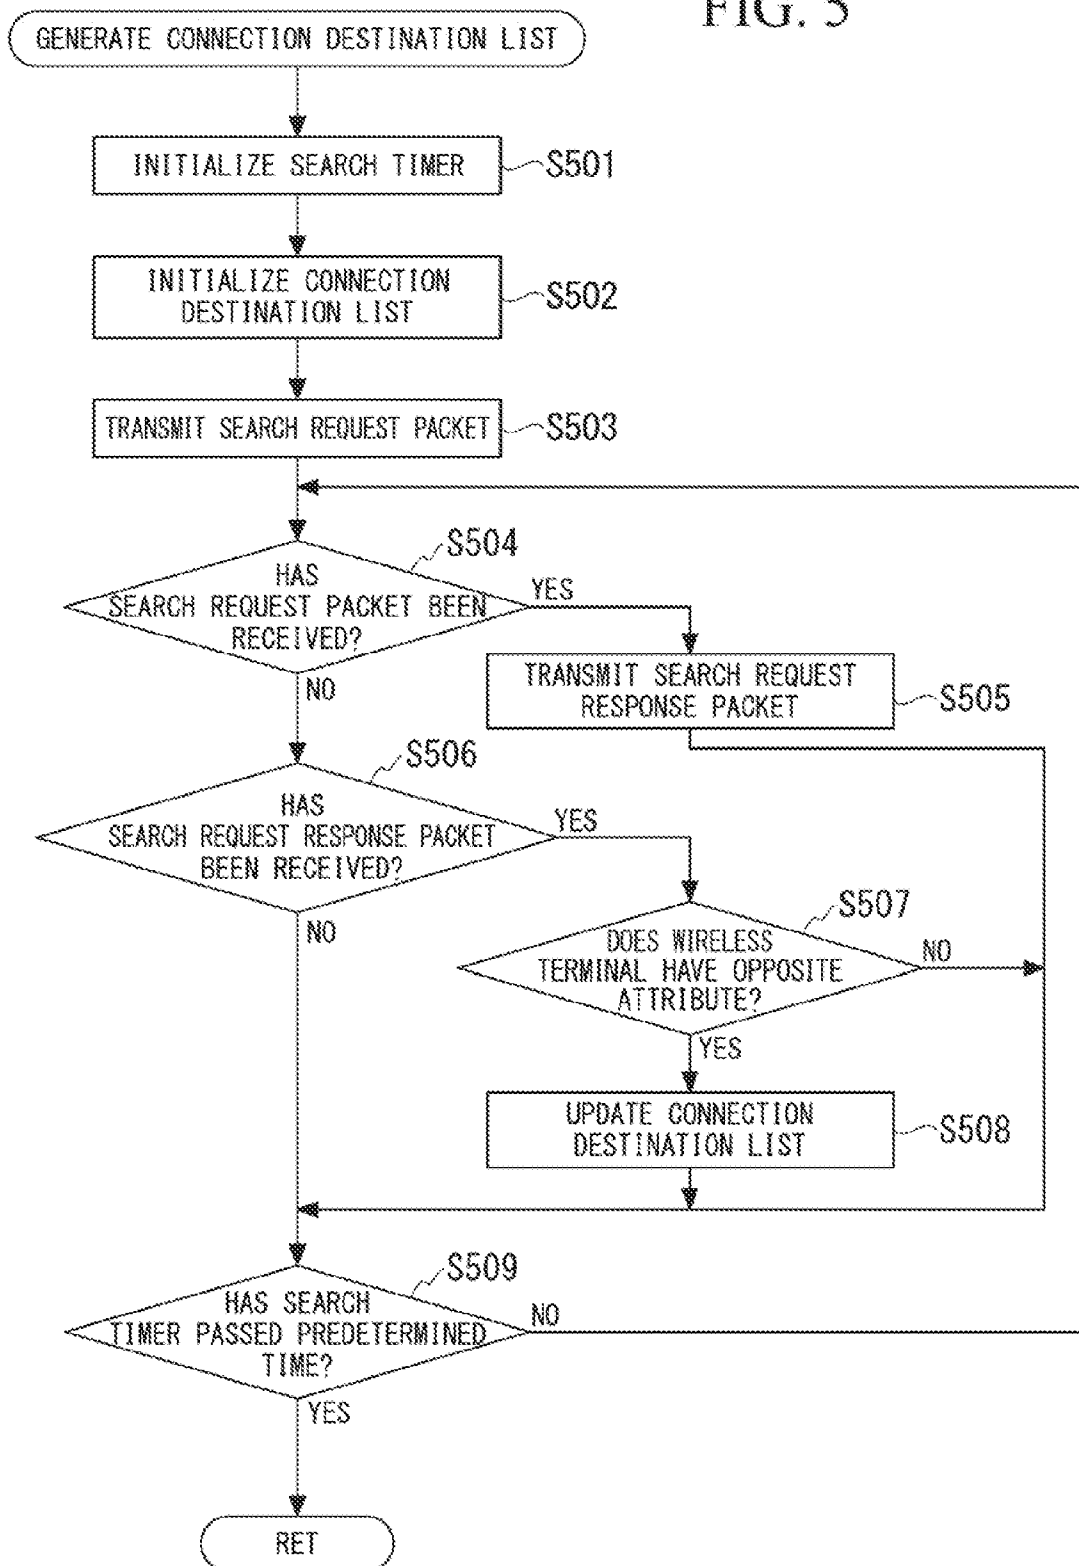 FIG. 5
GENERATE CONNECTION DESTINATION LIST
INITIALIZE SEARCH TIMER
S501
INITIALIZE CONNECTION
DESTINATION LIST
S502
TRANSMIT SEARCH REQUEST PACKET
S503
S504
HAS
SEARCH REQUEST PACKET BEEN
RECEIVED?
YES
NO
TRANSMIT SEARCH REQUEST
RESPONSE PACKET
S505
S506
HAS
SEARCH REQUEST RESPONSE PACKET
BEEN RECEIVED?
YES
NO
S507
DOES WIRELESS
TERMINAL HAVE OPPOSITE
ATTRIBUTE?
NO
YES
UPDATE CONNECTION
DESTINATION LIST
S508
S509
HAS SEARCH
TIMER PASSED PREDETERMINED
TIME?
NO
YES
RET